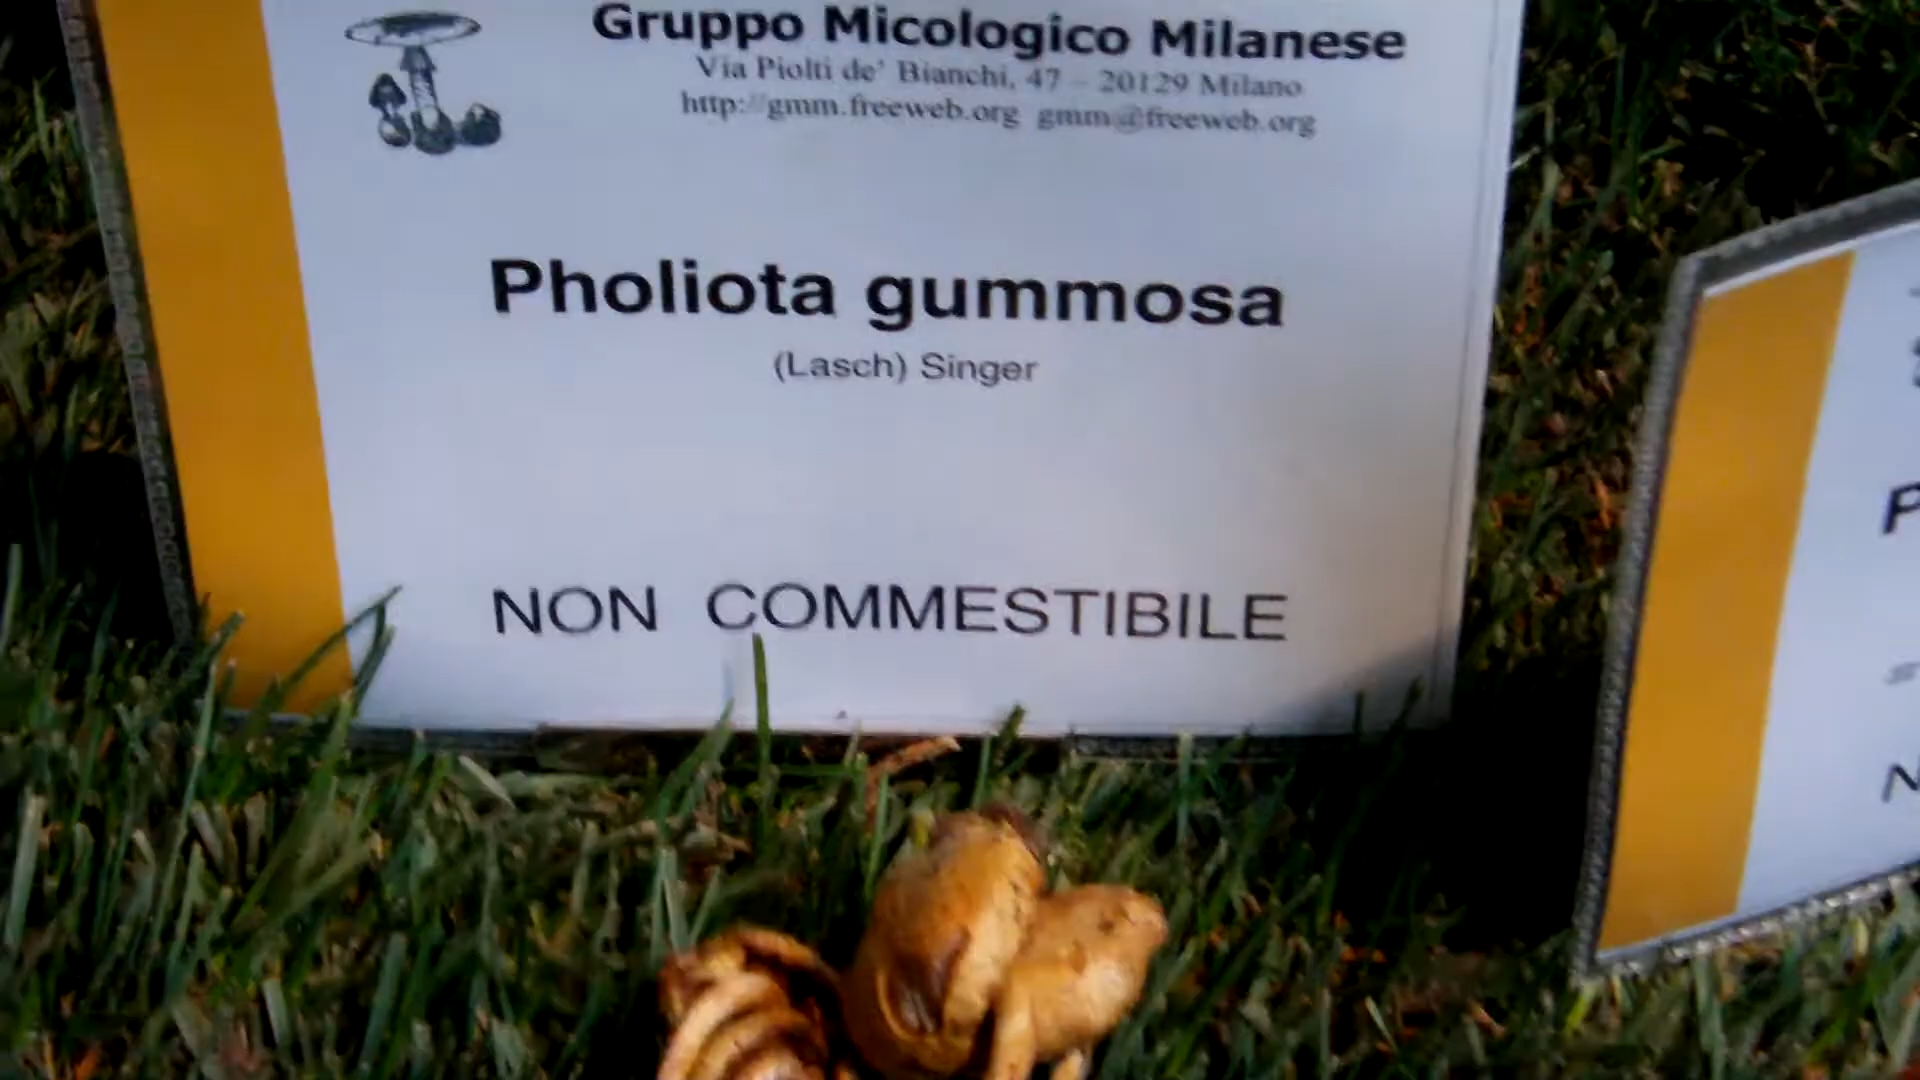 Gruppo Micologico Milanese
Via Piolti de' Bianchi, 47 - 20129 Milano
http://gmm.freeweb.org gmm@freeweb.org
Pholiota gummosa
(Lasch) Singer
NON COMMESTIBILE
P
N